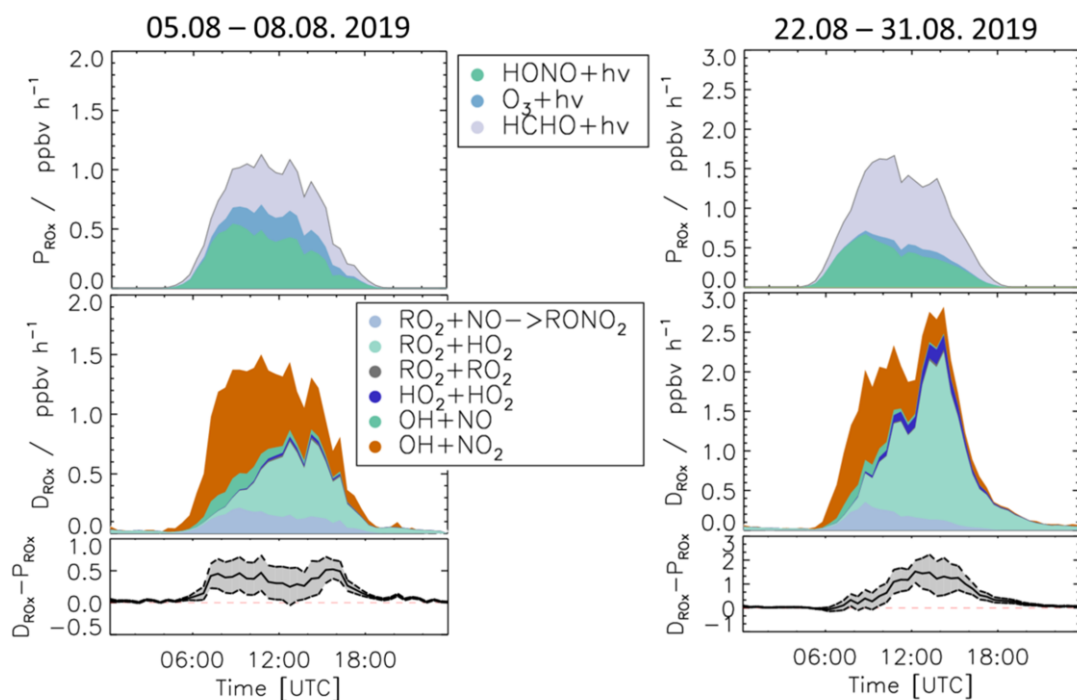 05.08 – 08.08. 2019
22.08 – 31.08. 2019
2.0
1.5
1.0
0.5
0.0
P_ROx / ppbv h⁻¹
HONO+hv
O₃+hv
HCHO+hv
3.0
2.5
2.0
1.5
1.0
0.5
0.0
P_ROx / ppbv h⁻¹
2.0
1.5
1.0
0.5
0.0
D_ROx / ppbv h⁻¹
RO₂+NO−>RONO₂
RO₂+HO₂
RO₂+RO₂
HO₂+HO₂
OH+NO
OH+NO₂
3.0
2.5
2.0
1.5
1.0
0.5
0.0
D_ROx / ppbv h⁻¹
1.0
0.5
0.0
−0.5
D_ROx−P_ROx
3
2
1
0
−1
D_ROx−P_ROx
06:00 12:00 18:00
Time [UTC]
06:00 12:00 18:00
Time [UTC]